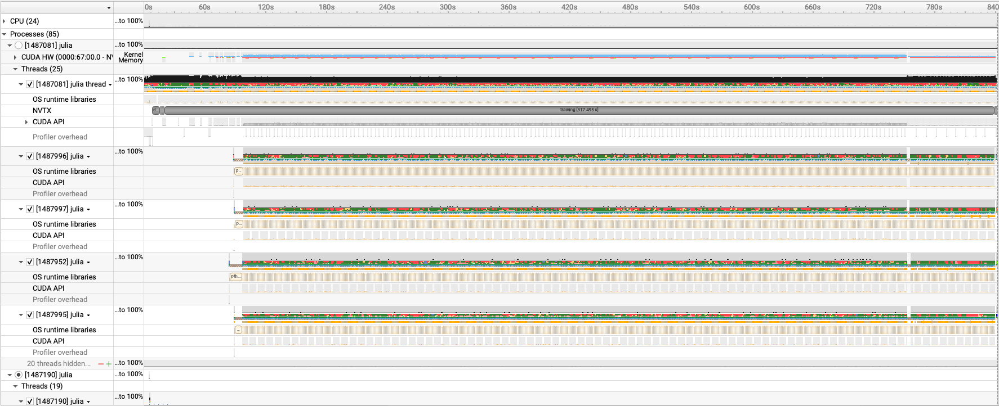 0s 60s 120s 180s 240s 300s 360s 420s 480s 540s 600s 660s 720s 780s 840
CPU (24) ...to 100%
Processes (85)
[1487081] julia ...to 100%
CUDA HW (0000:67:00.0 - NV Kernel
Memory
Threads (25)
[1487081] julia thread ...to 100%
OS runtime libraries
NVTX d... training [817.495 s]
CUDA API
Profiler overhead
[1487996] julia ...to 100%
OS runtime libraries p...
CUDA API
Profiler overhead
[1487997] julia ...to 100%
OS runtime libraries p...
CUDA API
Profiler overhead
[1487952] julia ...to 100%
OS runtime libraries pth...
CUDA API
Profiler overhead
[1487995] julia ...to 100%
OS runtime libraries ...
CUDA API
Profiler overhead
20 threads hidden... ...to 100%
[1487190] julia ...to 100%
Threads (19)
[1487190] julia ...to 100%